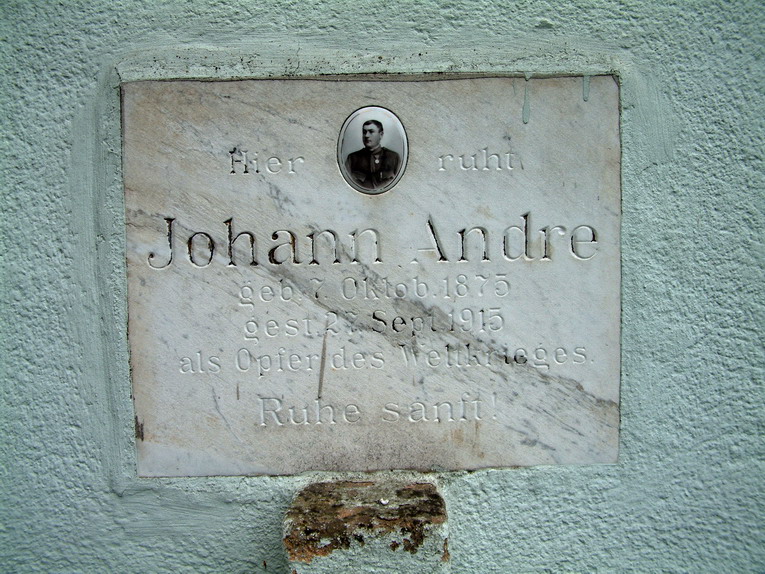 Hier ruht
Johann Andre
geb. 7. Oktob. 1875
gest. 27. Sept. 1915
als Opfer des Weltkrieges.
Ruhe sanft!